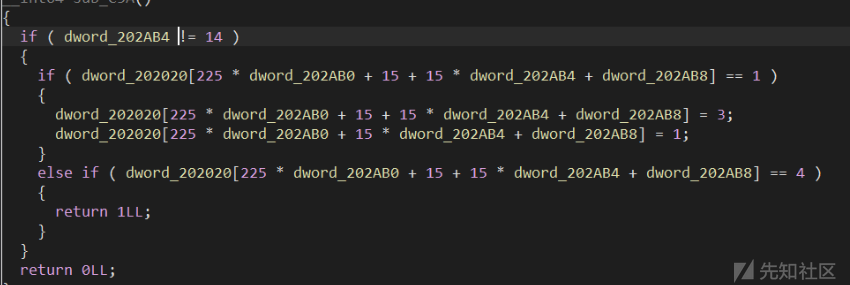 __int64 sub_C5A()
{
  if ( dword_202AB4 != 14 )
  {
    if ( dword_202020[225 * dword_202AB0 + 15 + 15 * dword_202AB4 + dword_202AB8] == 1 )
    {
      dword_202020[225 * dword_202AB0 + 15 + 15 * dword_202AB4 + dword_202AB8] = 3;
      dword_202020[225 * dword_202AB0 + 15 * dword_202AB4 + dword_202AB8] = 1;
    }
    else if ( dword_202020[225 * dword_202AB0 + 15 + 15 * dword_202AB4 + dword_202AB8] == 4 )
    {
      return 1LL;
    }
  }
  return 0LL;
先知社区